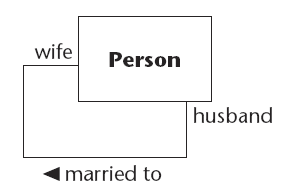 wife
Person
husband
◀ married to